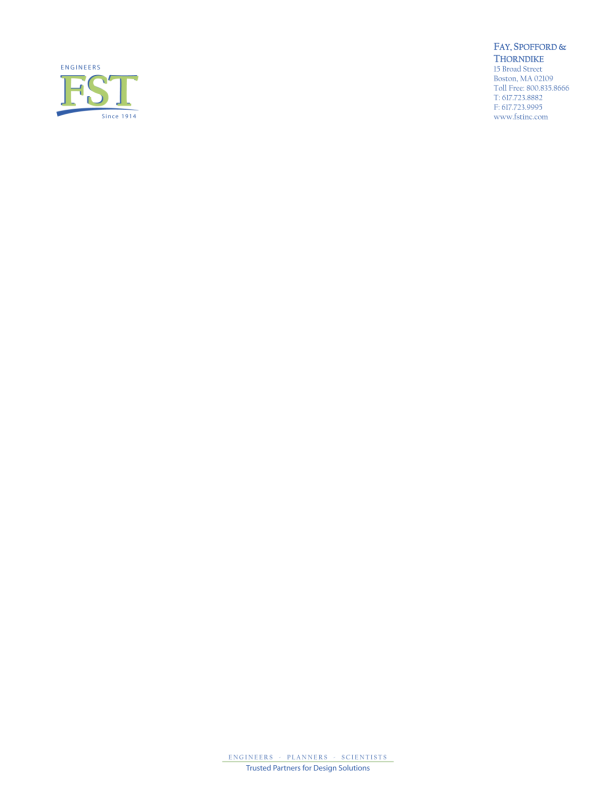 ENGINEERS
FST
Since 1914
FAY, SPOFFORD &
THORNDIKE
15 Broad Street
Boston, MA 02109
Toll Free: 800.835.8666
T: 617.723.8882
F: 617.723.9995
www.fstinc.com
ENGINEERS · PLANNERS · SCIENTISTS
Trusted Partners for Design Solutions